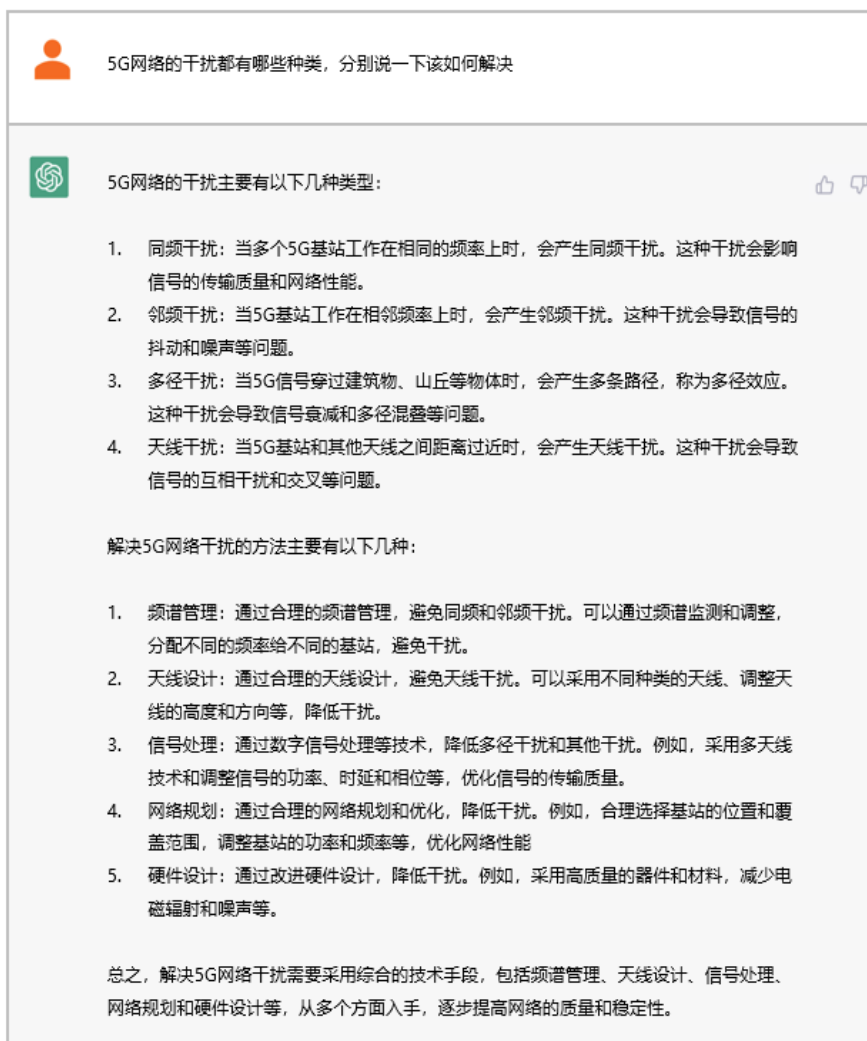 5G网络的干扰都有哪些种类，分别说一下该如何解决
5G网络的干扰主要有以下几种类型：
1. 同频干扰：当多个5G基站工作在相同的频率上时，会产生同频干扰。这种干扰会影响
信号的传输质量和网络性能。
2. 邻频干扰：当5G基站工作在相邻频率上时，会产生邻频干扰。这种干扰会导致信号的
抖动和噪声等问题。
3. 多径干扰：当5G信号穿过建筑物、山丘等物体时，会产生多条路径，称为多径效应。
这种干扰会导致信号衰减和多径混叠等问题。
4. 天线干扰：当5G基站和其他天线之间距离过近时，会产生天线干扰。这种干扰会导致
信号的互相干扰和交叉等问题。
解决5G网络干扰的方法主要有以下几种：
1. 频谱管理：通过合理的频谱管理，避免同频和邻频干扰。可以通过频谱监测和调整，
分配不同的频率给不同的基站，避免干扰。
2. 天线设计：通过合理的天线设计，避免天线干扰。可以采用不同种类的天线、调整天
线的高度和方向等，降低干扰。
3. 信号处理：通过数字信号处理等技术，降低多径干扰和其他干扰。例如，采用多天线
技术和调整信号的功率、时延和相位等，优化信号的传输质量。
4. 网络规划：通过合理的网络规划和优化，降低干扰。例如，合理选择基站的位置和覆
盖范围，调整基站的功率和频率等，优化网络性能
5. 硬件设计：通过改进硬件设计，降低干扰。例如，采用高质量的器件和材料，减少电
磁辐射和噪声等。
总之，解决5G网络干扰需要采用综合的技术手段，包括频谱管理、天线设计、信号处理、
网络规划和硬件设计等，从多个方面入手，逐步提高网络的质量和稳定性。